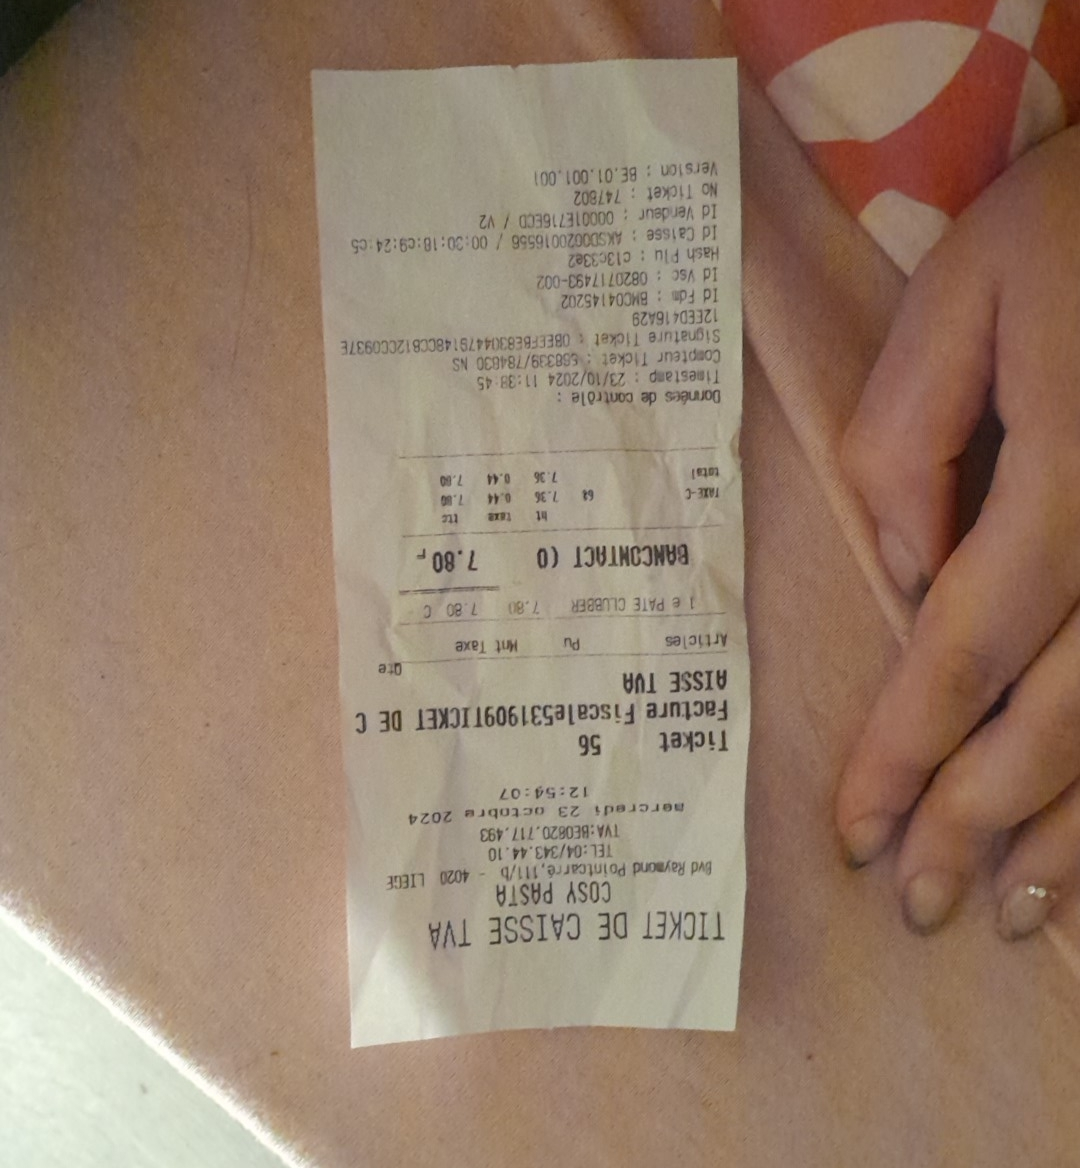 TICKET DE CAISSE TVA
COSY PASTA
Bvd Raymond Pointcarré,111/b - 4020 LIEGE
TEL:04/343.44.10
TVA:BE0820.717.493
mercredi 23 octobre 2024
12:54:07
Ticket 56
Facture Fiscale531909TICKET DE C
AISSE TVA
Qte
Articles Pu Mnt Taxe
1 e PATE CLUBBER 7.80 7.80 C
BANCONTACT (O 7.80
ht taxe ttc
TAXE-C 6% 7.36 0.44 7.80
total 7.36 0.44 7.80
Données de contrôle :
Timestamp : 23/10/2024 11:38:45
Compteur Ticket : 668339/784630 NS
Signature Ticket : 0BEEFBE8304479148CC812CC0937E
12EED416A29
Id Fdm : BMC04145202
Id Vsc : 0820717493-002
Hash Plu : c13c33e2
Id Caisse : AKSD0020016556 / 00:30:18:c9:24:c5
Id Vendeur : 00001E716ECD / V2
No Ticket : 747802
Version : BE.01.001.001